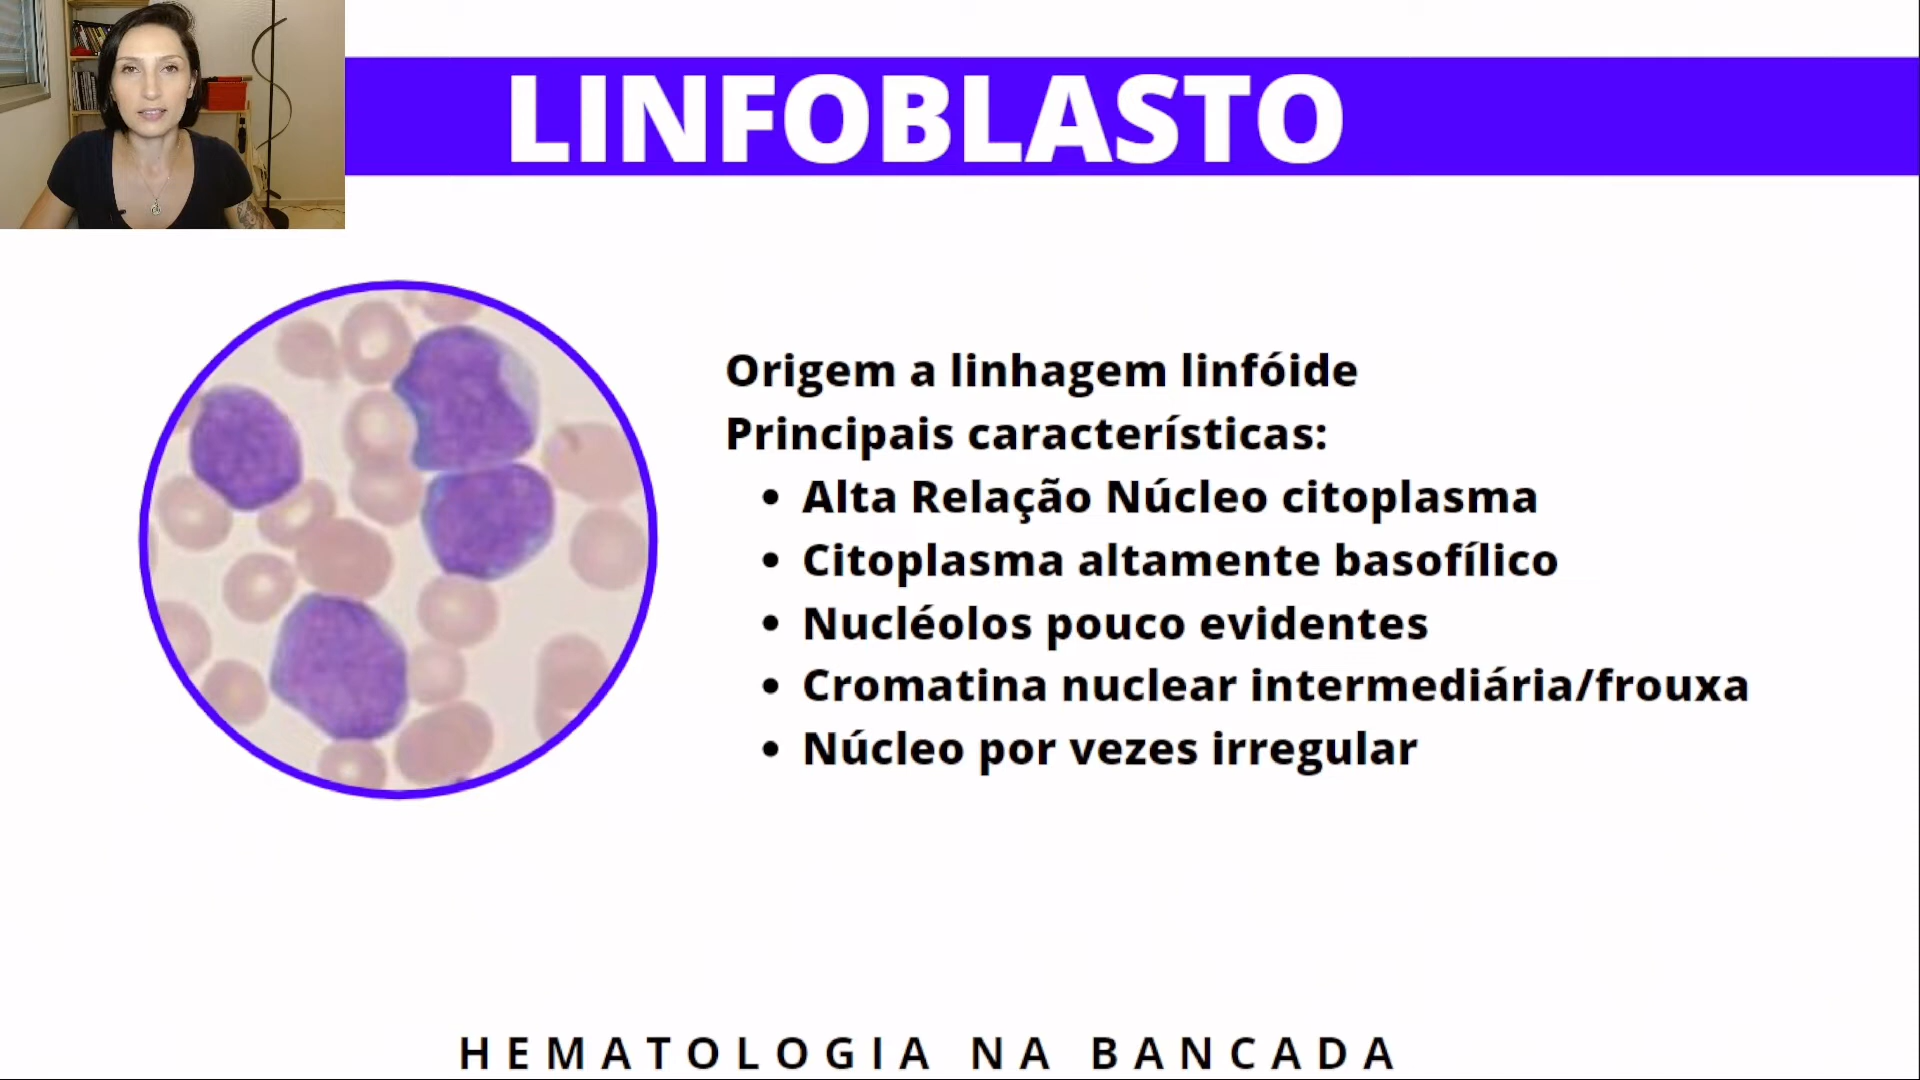 LINFOBLASTO
Origem a linhagem linfóide
Principais características:
• Alta Relação Núcleo citoplasma
• Citoplasma altamente basofílico
• Nucléolos pouco evidentes
• Cromatina nuclear intermediária/frouxa
• Núcleo por vezes irregular
HEMATOLOGIA NA BANCADA